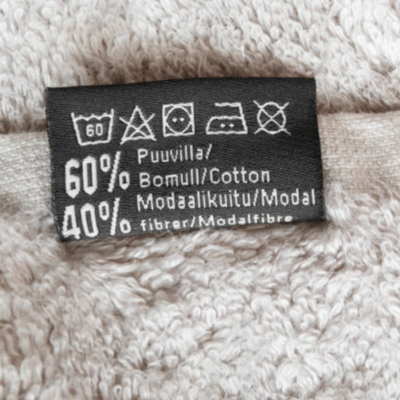 60
60% Puuvilla/
Bomull/Cotton
40% Modaalikuitu/Modal
fibrer/Modalfibre